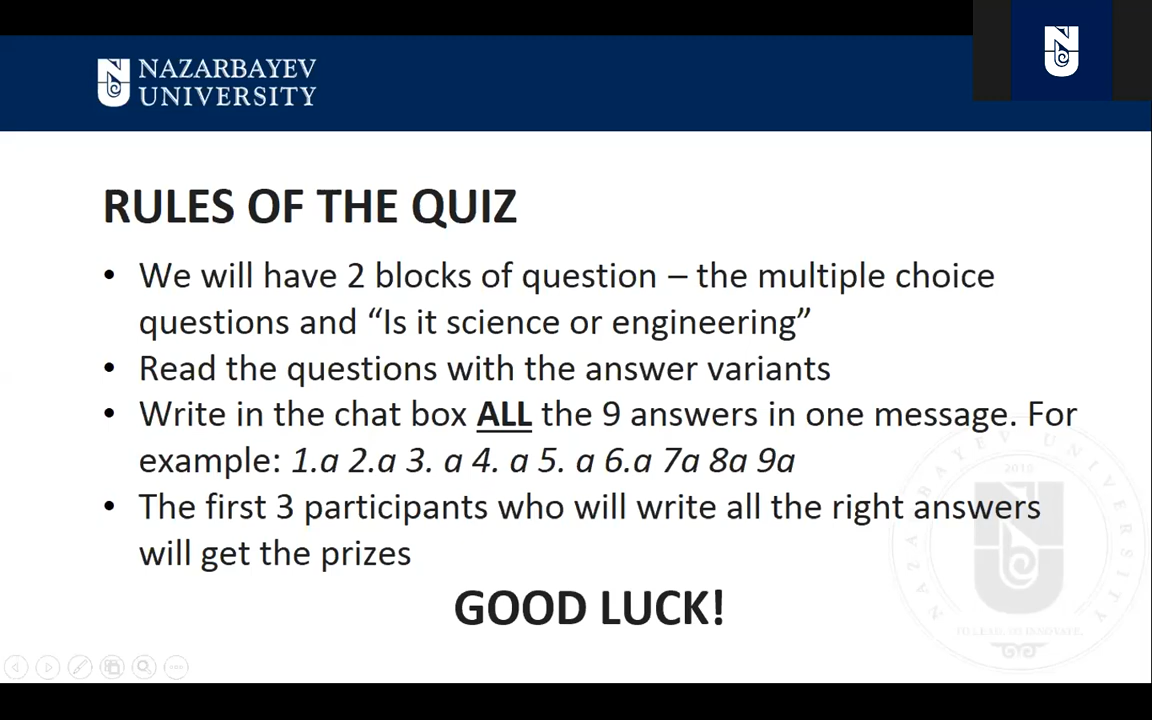 NAZARBAYEV
UNIVERSITY
RULES OF THE QUIZ
• We will have 2 blocks of question – the multiple choice
questions and “Is it science or engineering”
• Read the questions with the answer variants
• Write in the chat box ALL the 9 answers in one message. For
example: 1.a 2.a 3. a 4. a 5. a 6.a 7a 8a 9a
• The first 3 participants who will write all the right answers
will get the prizes
GOOD LUCK!
NAZARBAYEV UNIVERSITY
2010